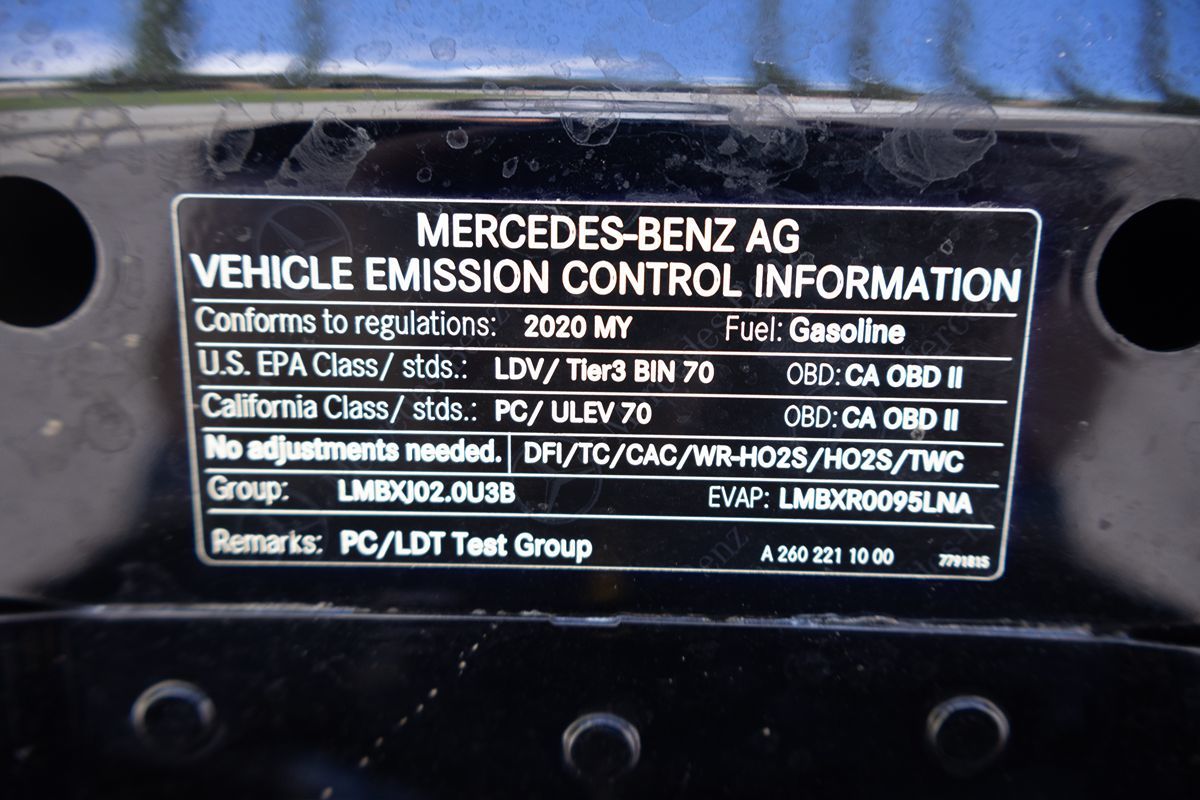 MERCEDES-BENZ AG
VEHICLE EMISSION CONTROL INFORMATION
Conforms to regulations: 2020 MY Fuel: Gasoline
U.S. EPA Class/ stds.: LDV/ Tier3 BIN 70 OBD: CA OBD II
California Class/ stds.: PC/ ULEV 70 OBD: CA OBD II
No adjustments needed. DFI/TC/CAC/WR-HO2S/HO2S/TWC
Group: LMBXJ02.0U3B EVAP: LMBXR0095LNA
Remarks: PC/LDT Test Group A 260 221 10 00 7791815